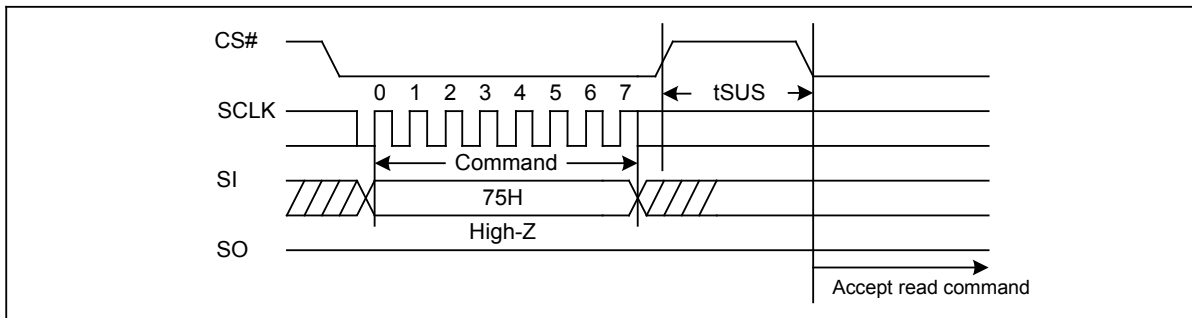 CS#
tSUS
0 1 2 3 4 5 6 7
SCLK
Command
SI
75H
High-Z
SO
Accept read command